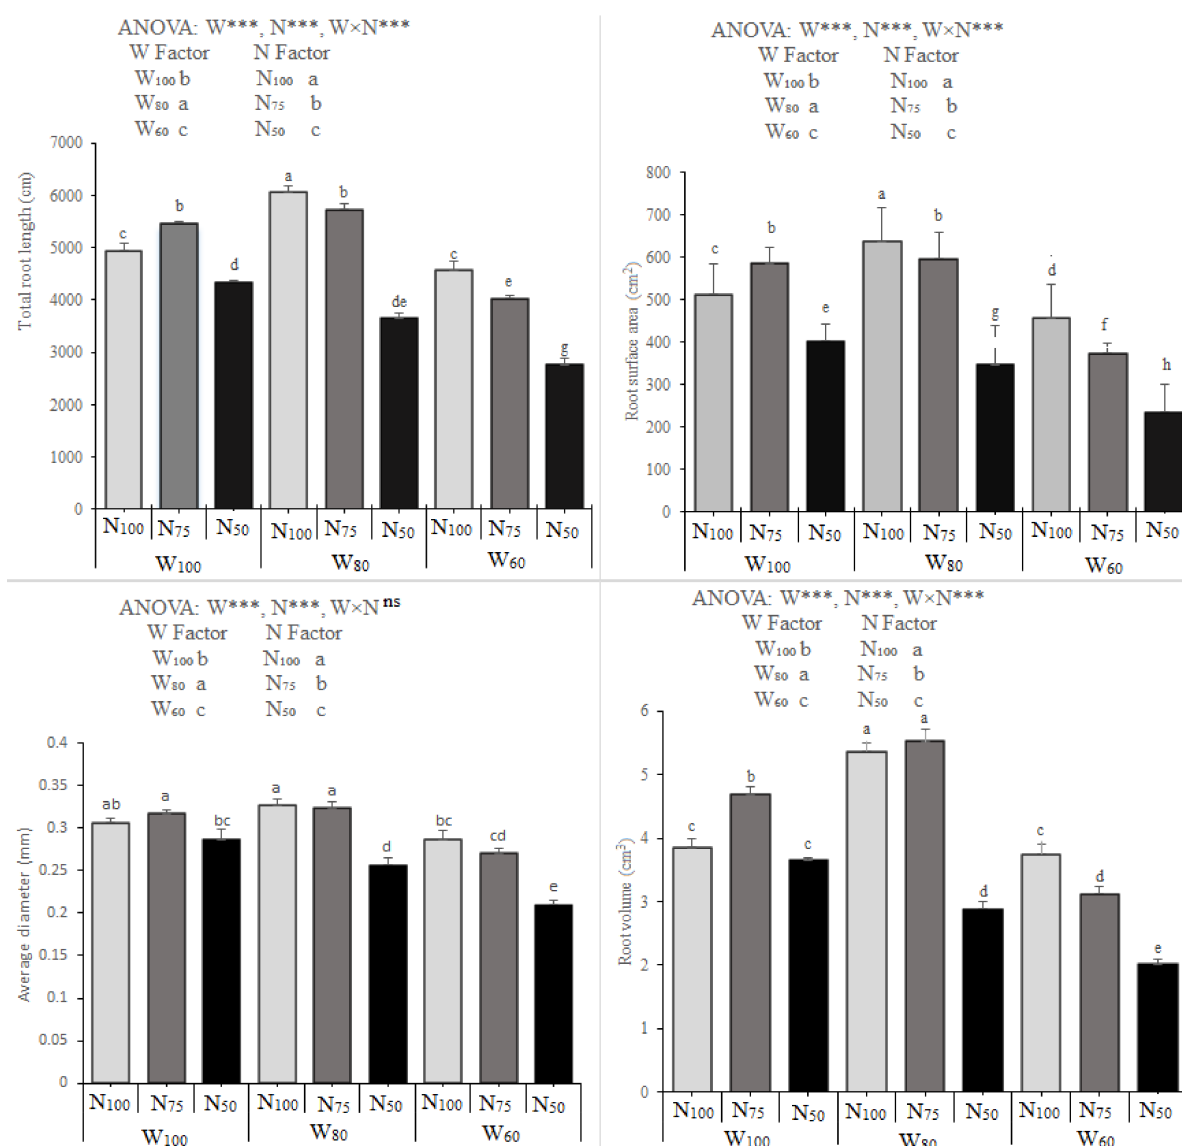 ANOVA: W***, N***, W×N***
W Factor N Factor
W100 b N100 a
W80 a N75 b
W60 c N50 c
7000
6000
5000
4000
3000
2000
1000
0
Total root length (cm)
c b d a b de c e g
N100 N75 N50 N100 N75 N50 N100 N75 N50
W100 W80 W60
ANOVA: W***, N***, W×N***
W Factor N Factor
W100 b N100 a
W80 a N75 b
W60 c N50 c
800
700
600
500
400
300
200
100
0
Root surface area (cm2)
c b e a b g d f h
N100 N75 N50 N100 N75 N50 N100 N75 N50
W100 W80 W60
ANOVA: W***, N***, W×N ns
W Factor N Factor
W100 b N100 a
W80 a N75 b
W60 c N50 c
0.4
0.35
0.3
0.25
0.2
0.15
0.1
0.05
0
Average diameter (mm)
ab a bc a a d bc cd e
N100 N75 N50 N100 N75 N50 N100 N75 N50
W100 W80 W60
ANOVA: W***, N***, W×N***
W Factor N Factor
W100 b N100 a
W80 a N75 b
W60 c N50 c
6
5
4
3
2
1
0
Root volume (cm3)
c b c a a d c d e
N100 N75 N50 N100 N75 N50 N100 N75 N50
W100 W80 W60